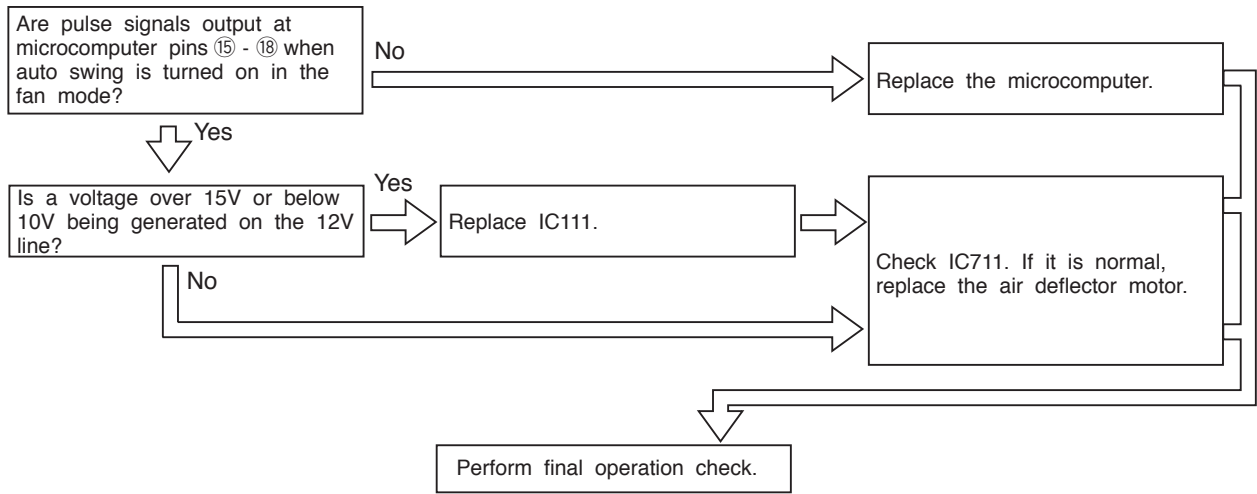 Are pulse signals output at
microcomputer pins ⑮ - ⑱ when
auto swing is turned on in the
fan mode?
No
Replace the microcomputer.
Yes
Is a voltage over 15V or below
10V being generated on the 12V
line?
Yes
Replace IC111.
Check IC711. If it is normal,
replace the air deflector motor.
No
Perform final operation check.